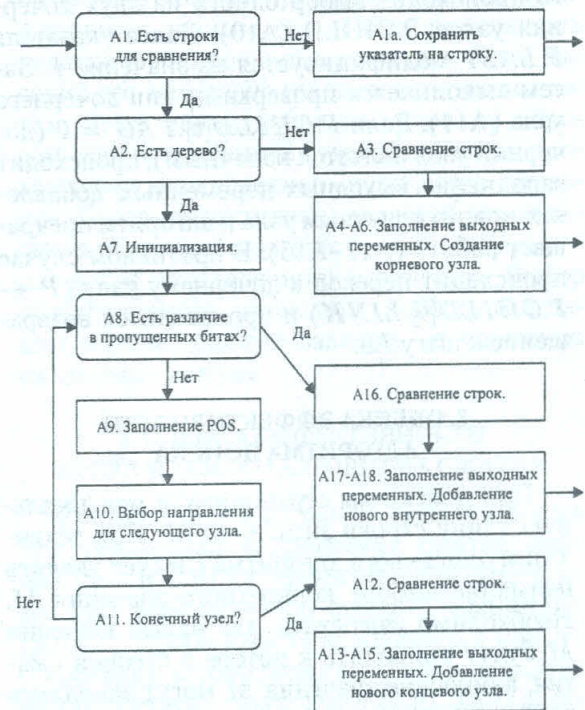 А1. Есть строки
для сравнения?
Нет
А1а. Сохранить
указатель на строку.
Да
А2. Есть дерево?
Нет
А3. Сравнение строк.
Да
А7. Инициализация.
А4-А6. Заполнение выходных
переменных. Создание
корневого узла.
А8. Есть различие
в пропущенных битах?
Да
Нет
А16. Сравнение строк.
А9. Заполнение POS.
А17-А18. Заполнение выходных
переменных. Добавление
нового внутреннего узла.
А10. Выбор направления
для следующего узла.
Нет
А11. Конечный узел?
А12. Сравнение строк.
Да
А13-А15. Заполнение выходных
переменных. Добавление
нового концевого узла.